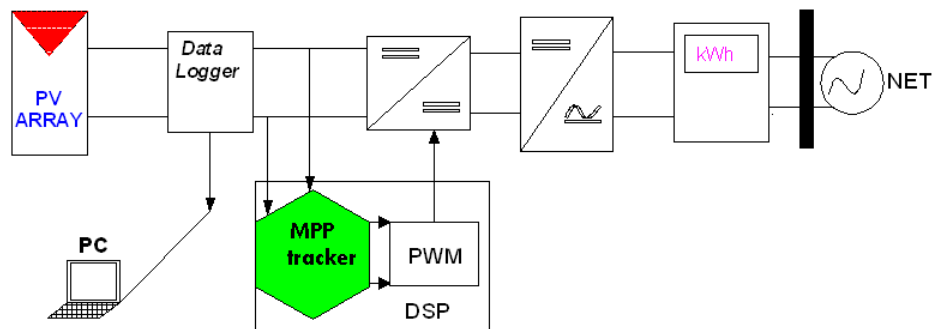 PV
ARRAY
Data
Logger
kWh
NET
PC
MPP
tracker
PWM
DSP